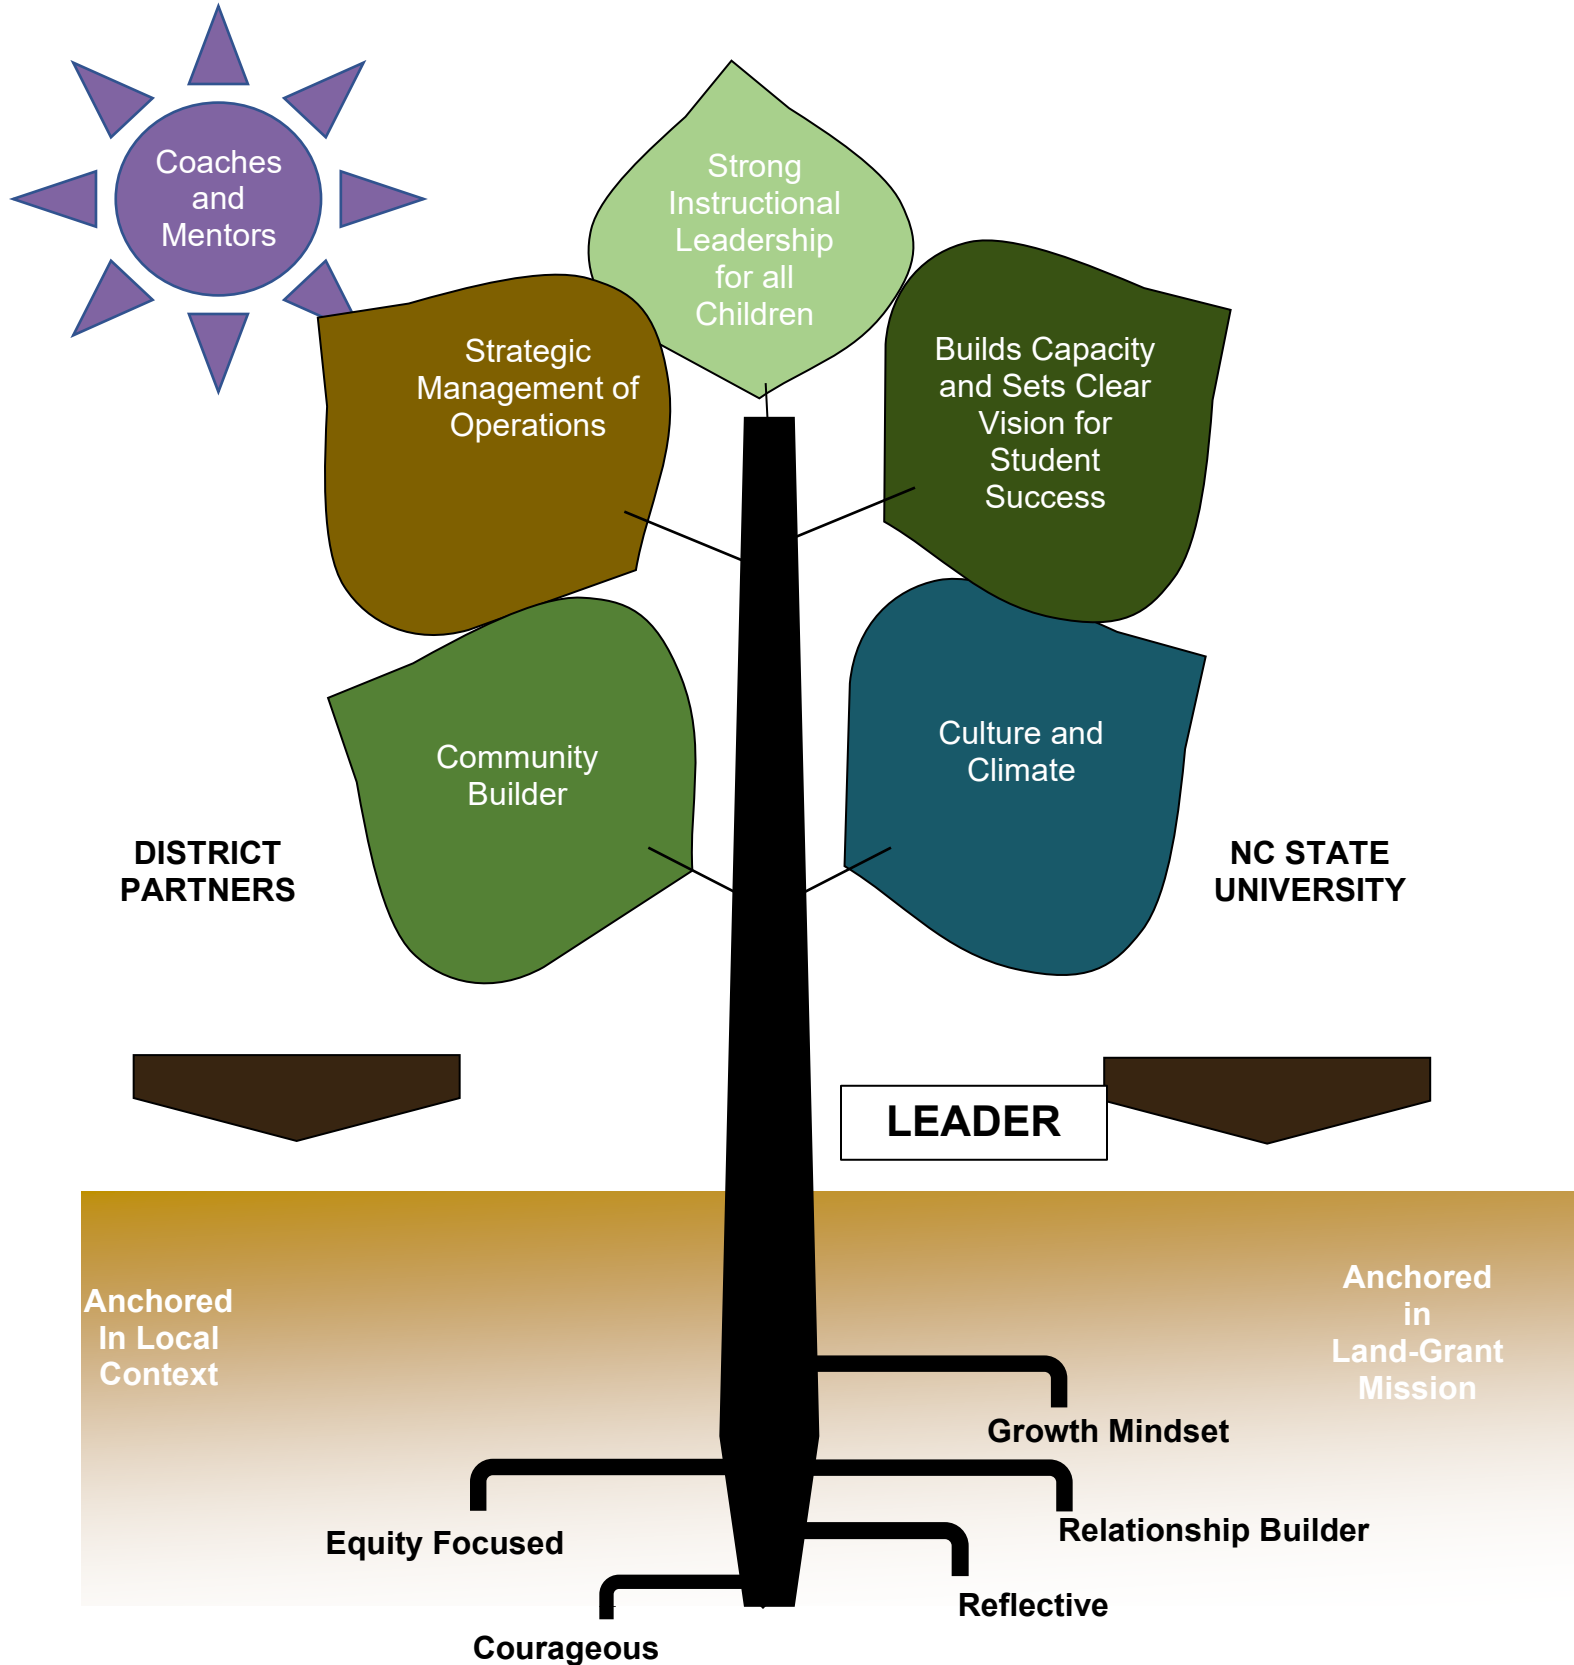 Coaches
and
Mentors
Strong
Instructional
Leadership
for all
Children
Strategic
Management of
Operations
Builds Capacity
and Sets Clear
Vision for
Student
Success
Community
Builder
Culture and
Climate
DISTRICT
PARTNERS
NC STATE
UNIVERSITY
LEADER
Anchored
In Local
Context
Anchored
in
Land-Grant
Mission
Growth Mindset
Equity Focused
Relationship Builder
Reflective
Courageous